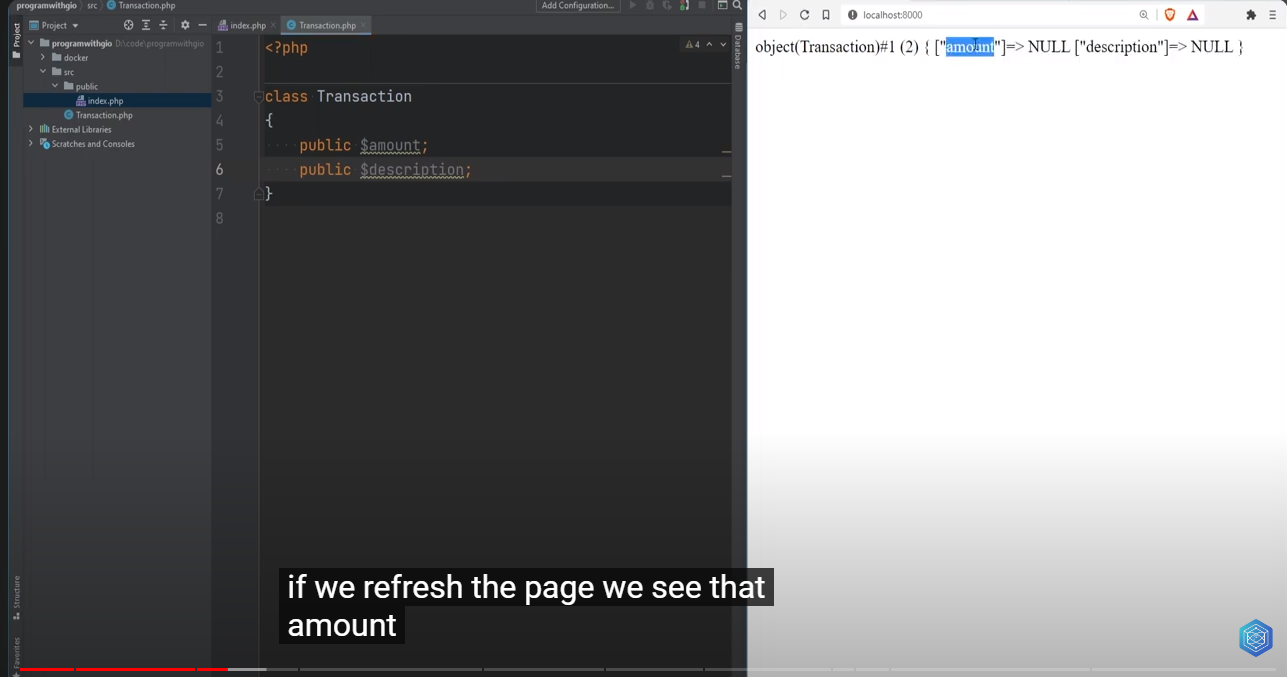 programwithgio › src › Transaction.php
Add Configuration...
Project
Project
index.php
Transaction.php
4
Database
programwithgio D:\code\programwithgio
docker
src
public
index.php
Transaction.php
External Libraries
Scratches and Consoles
1 <?php
2
3 class Transaction
4 {
5 public $amount;
6 public $description;
7 }
8
Structure
Favorites
localhost:8000
object(Transaction)#1 (2) { ["amount"]=> NULL ["description"]=> NULL }
if we refresh the page we see that
amount